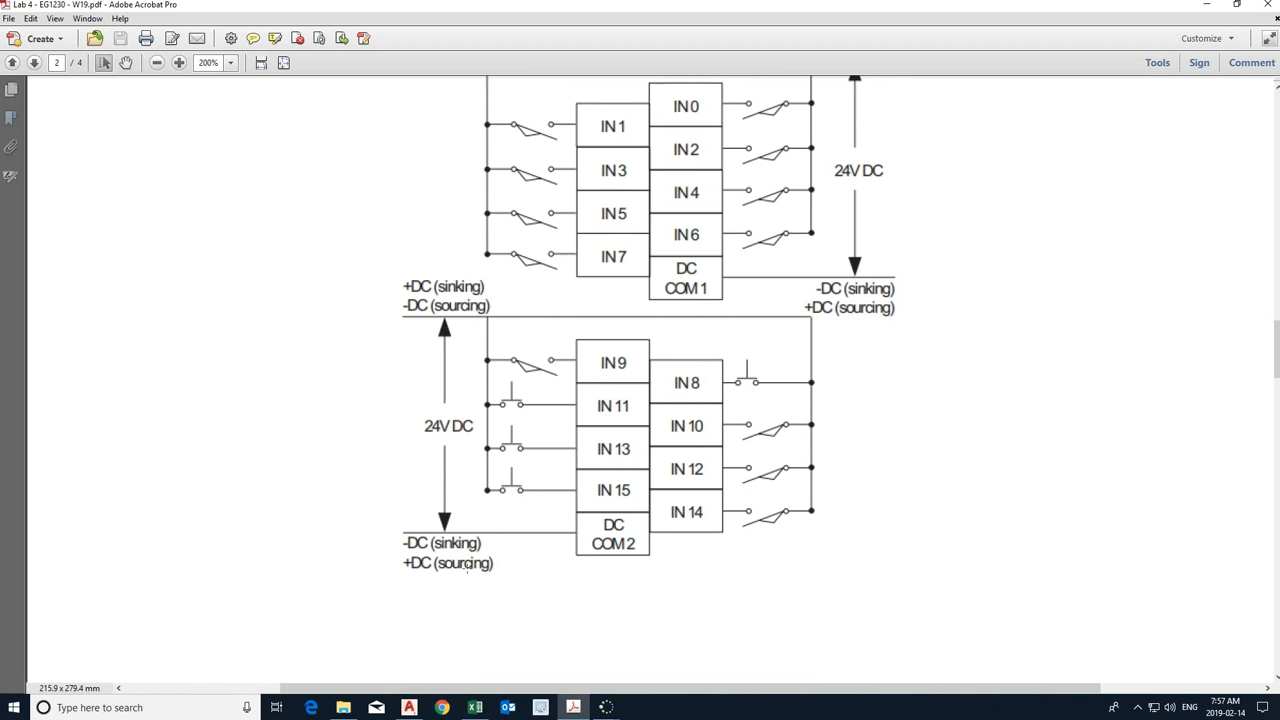 Lab 4 - EG1230 - W19.pdf - Adobe Acrobat Pro
File Edit View Window Help
Create
Customize
2 / 4
200%
Tools Sign Comment
IN 0
IN 1
IN 2
IN 3
24V DC
IN 4
IN 5
IN 6
IN 7
DC
COM 1
+DC (sinking)
-DC (sourcing)
-DC (sinking)
+DC (sourcing)
IN 9
IN 8
IN 11
24V DC
IN 10
IN 13
IN 12
IN 15
IN 14
DC
COM 2
-DC (sinking)
+DC (sourcing)
215.9 x 279.4 mm
Type here to search
ENG
7:57 AM
2019-02-14